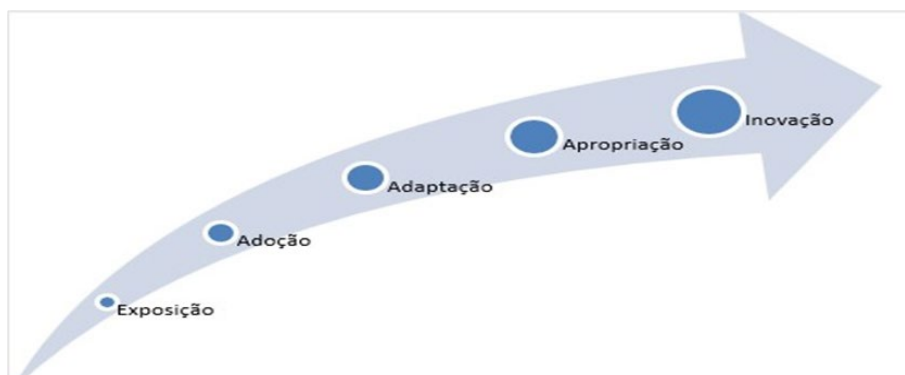 Inovação
Apropriação
Adaptação
Adoção
Exposição